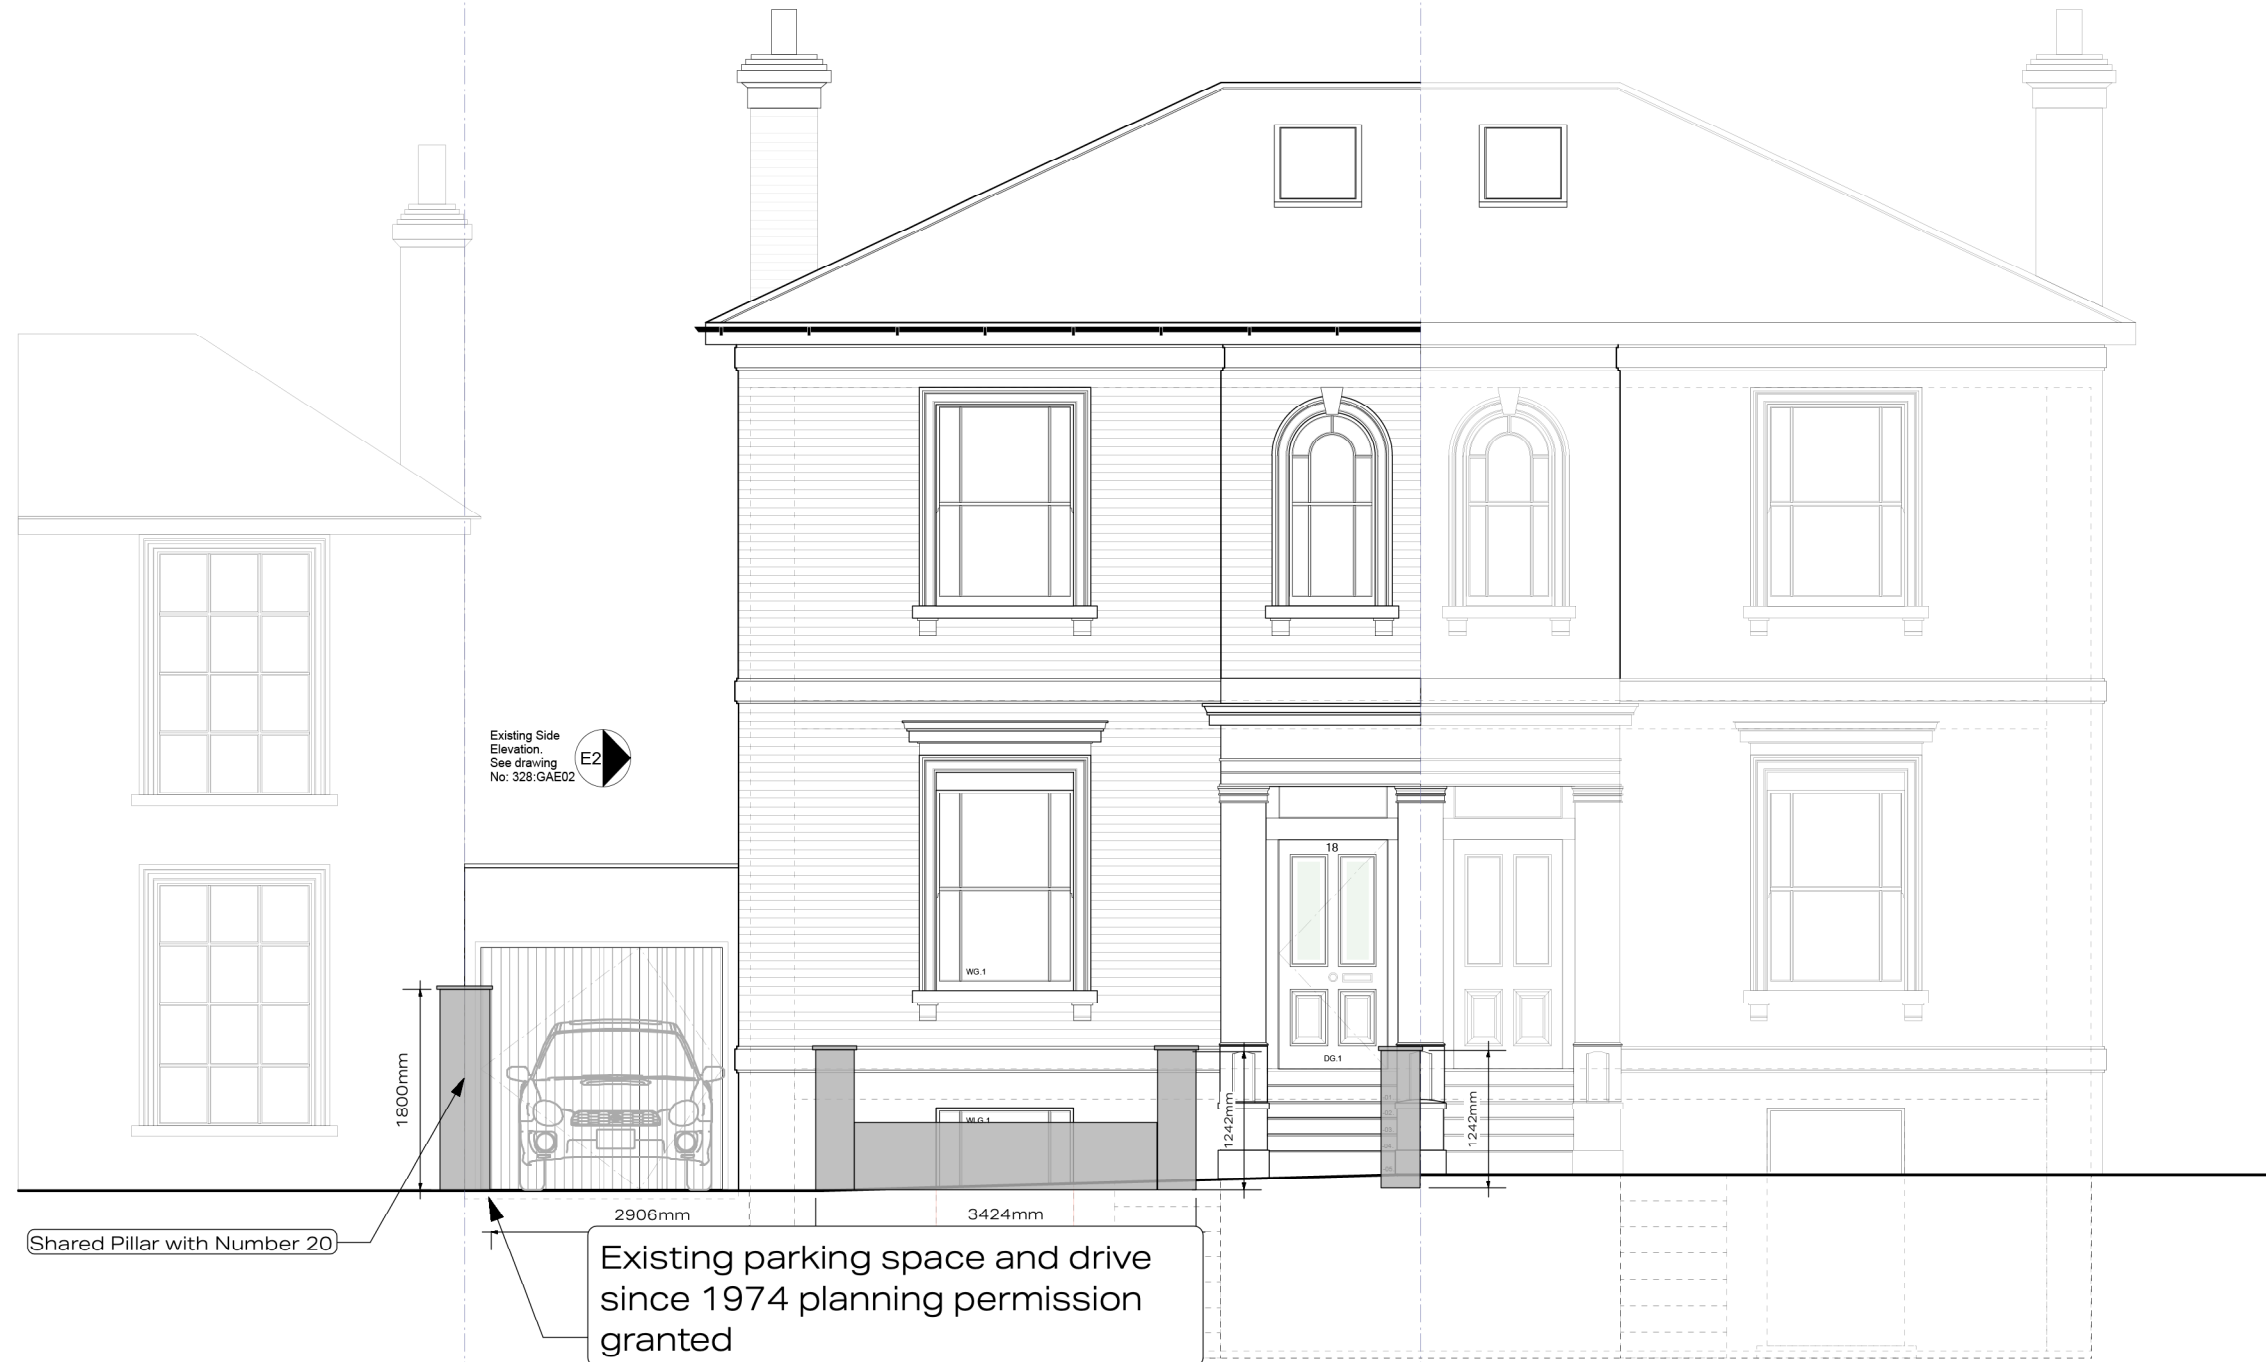 Existing Side
Elevation.
See drawing
No: 328:GAE02
E2
18
WG.1
DG.1
WLG.1
1800mm
1242mm
1242mm
2906mm
3424mm
Shared Pillar with Number 20
Existing parking space and drive
since 1974 planning permission
granted